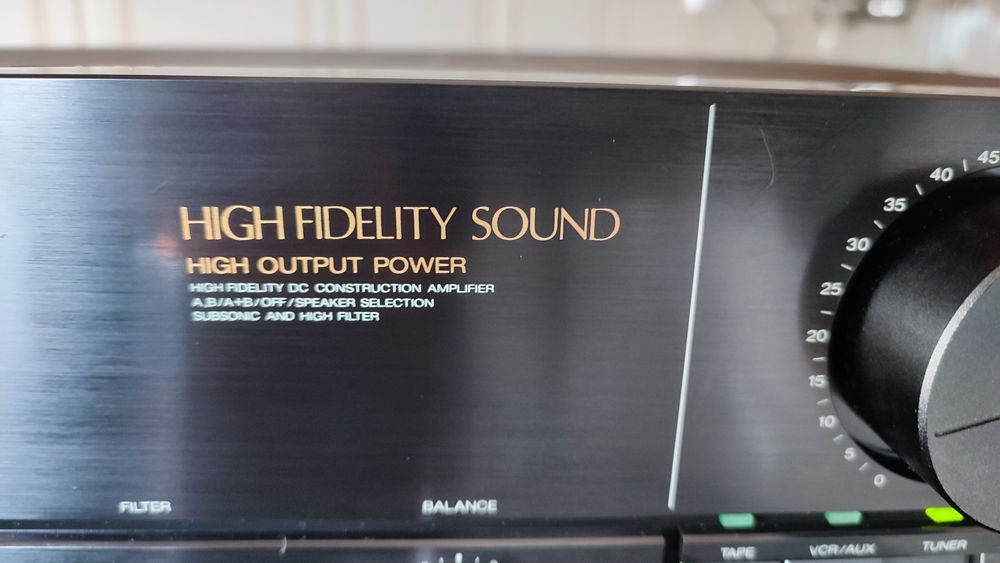 HIGH FIDELITY SOUND
HIGH OUTPUT POWER
HIGH FIDELITY DC CONSTRUCTION AMPLIFIER
A,B/A+B/OFF/SPEAKER SELECTION
SUBSONIC AND HIGH FILTER
45
40
35
30
25
20
15
10
5
0
FILTER
BALANCE
TAPE
VCR/AUX
TUNER